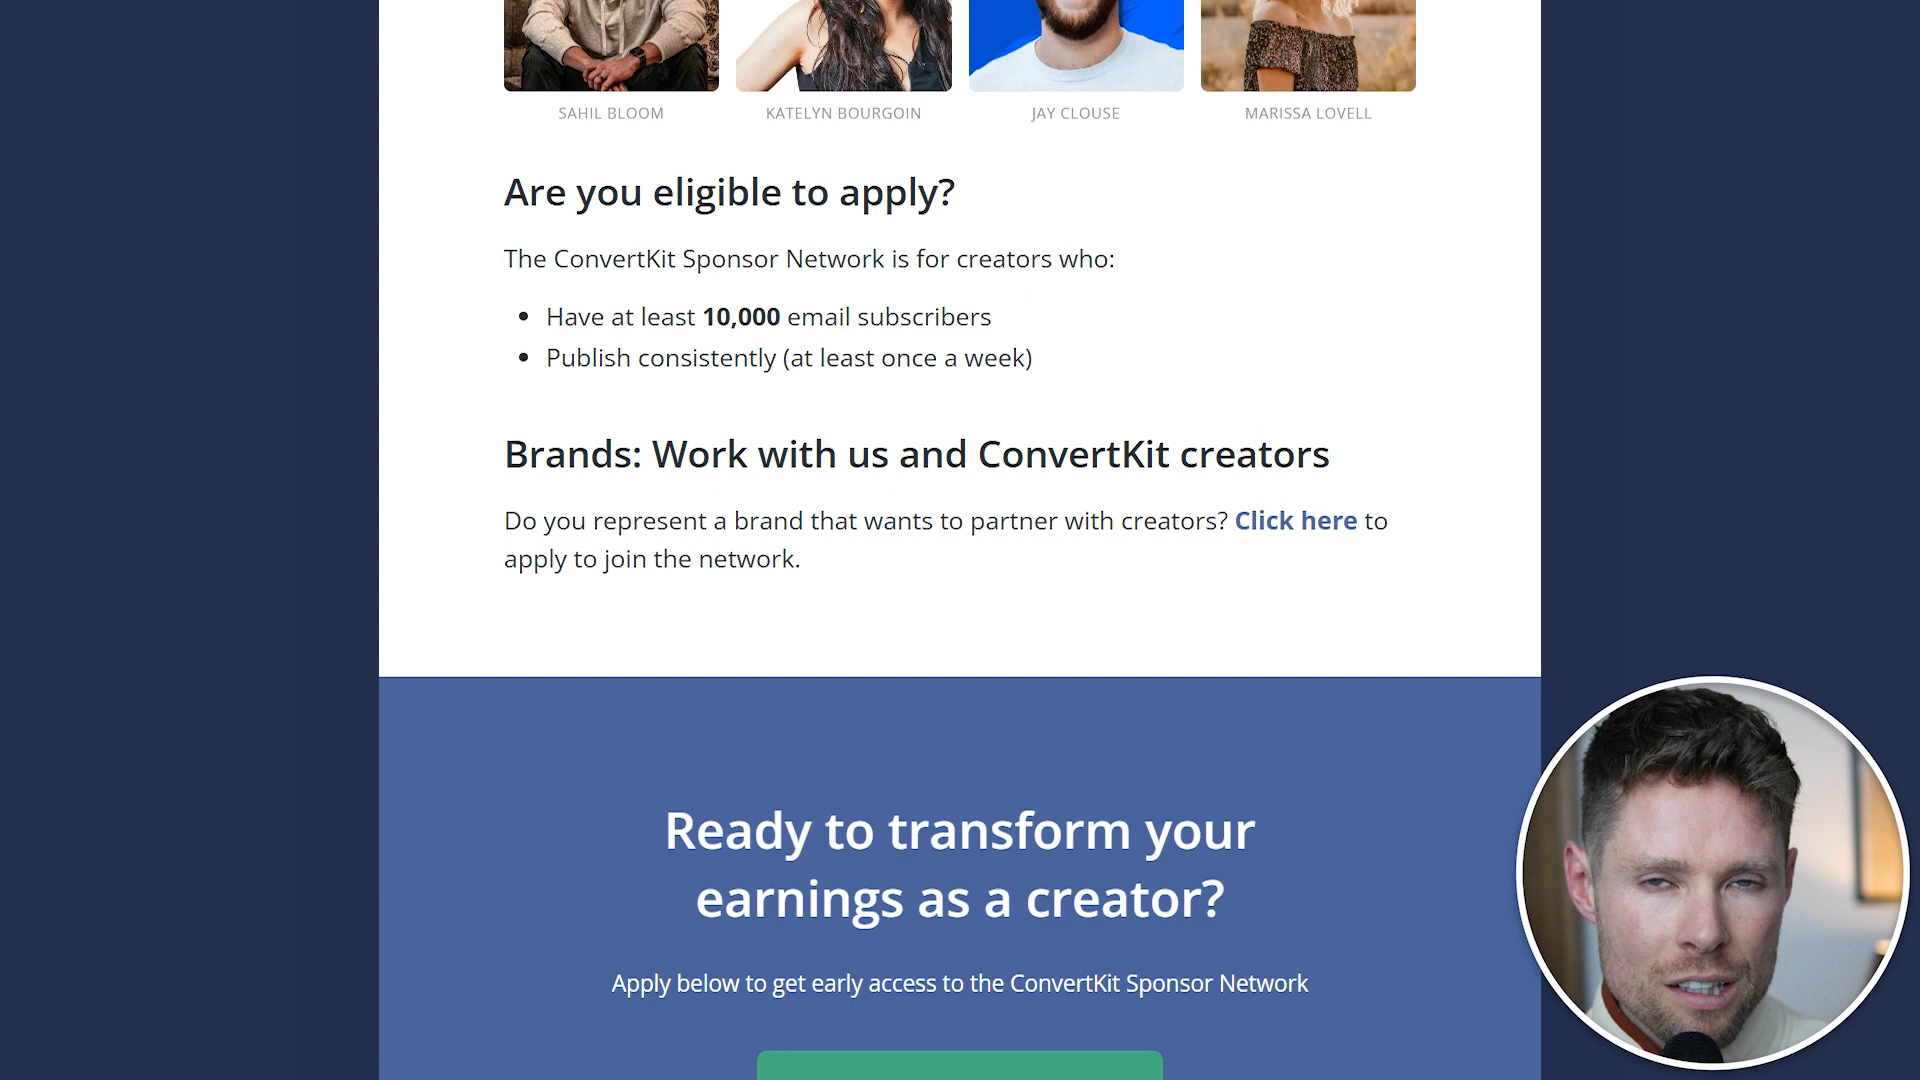 SAHIL BLOOM
KATELYN BOURGOIN
JAY CLOUSE
MARISSA LOVELL
Are you eligible to apply?
The ConvertKit Sponsor Network is for creators who:
• Have at least 10,000 email subscribers
• Publish consistently (at least once a week)
Brands: Work with us and ConvertKit creators
Do you represent a brand that wants to partner with creators? Click here to
apply to join the network.
Ready to transform your
earnings as a creator?
Apply below to get early access to the ConvertKit Sponsor Network